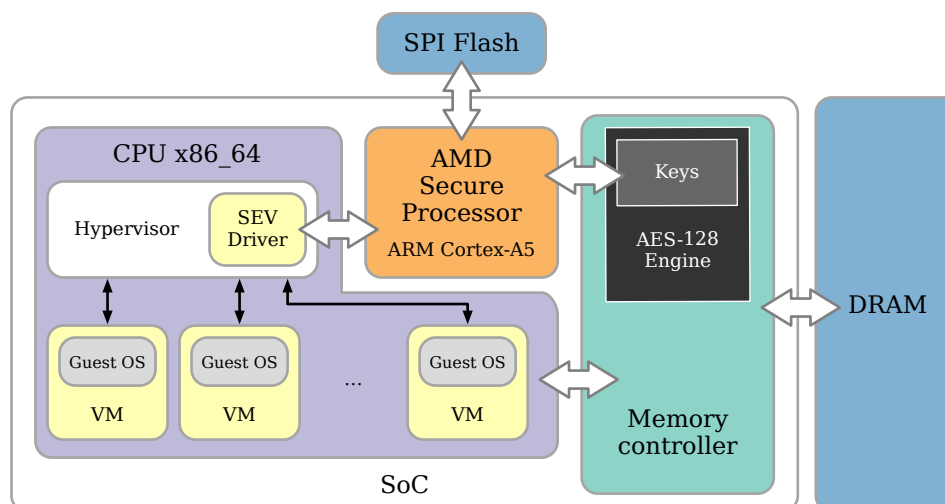 SPI Flash
CPU x86_64
Hypervisor
SEV
Driver
AMD
Secure
Processor
ARM Cortex-A5
Keys
AES-128
Engine
DRAM
Guest OS
VM
Guest OS
VM
...
Guest OS
VM
Memory
controller
SoC